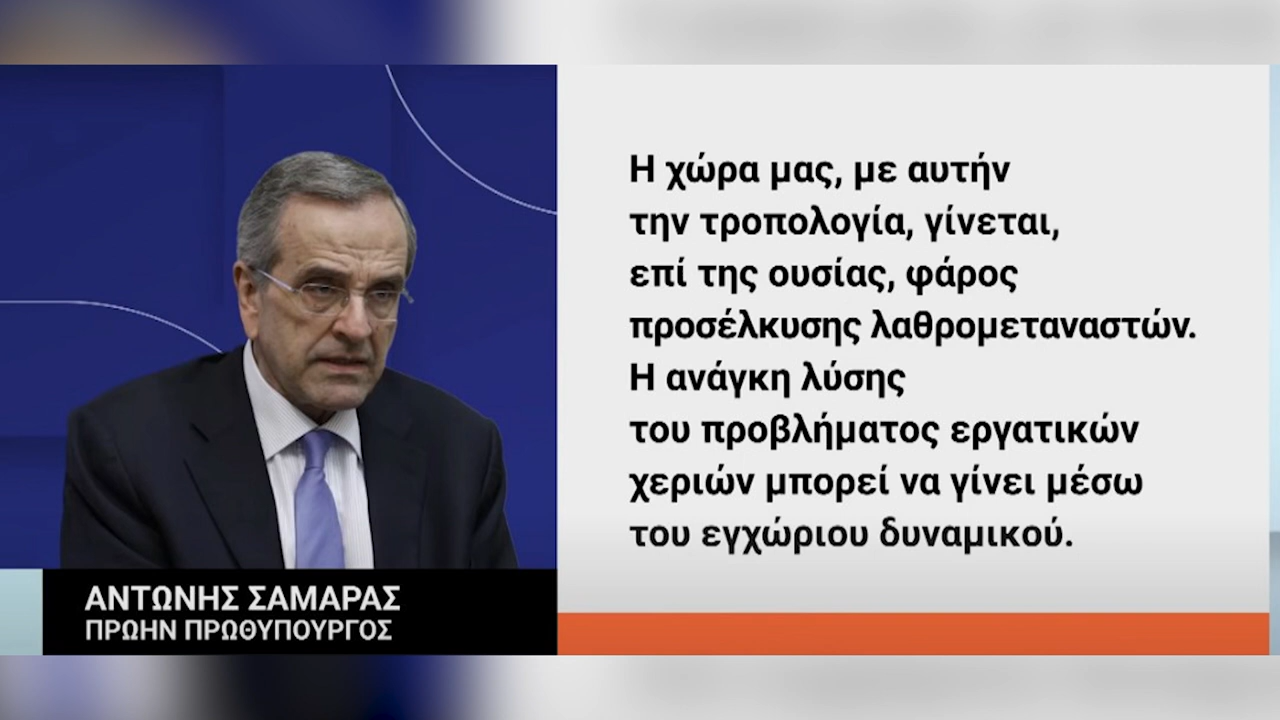 Η χώρα μας, με αυτήν
την τροπολογία, γίνεται,
επί της ουσίας, φάρος
προσέλκυσης λαθρομεταναστών.
Η ανάγκη λύσης
του προβλήματος εργατικών
χεριών μπορεί να γίνει μέσω
του εγχώριου δυναμικού.
ΑΝΤΩΝΗΣ ΣΑΜΑΡΑΣ
ΠΡΩΗΝ ΠΡΩΘΥΠΟΥΡΓΟΣ